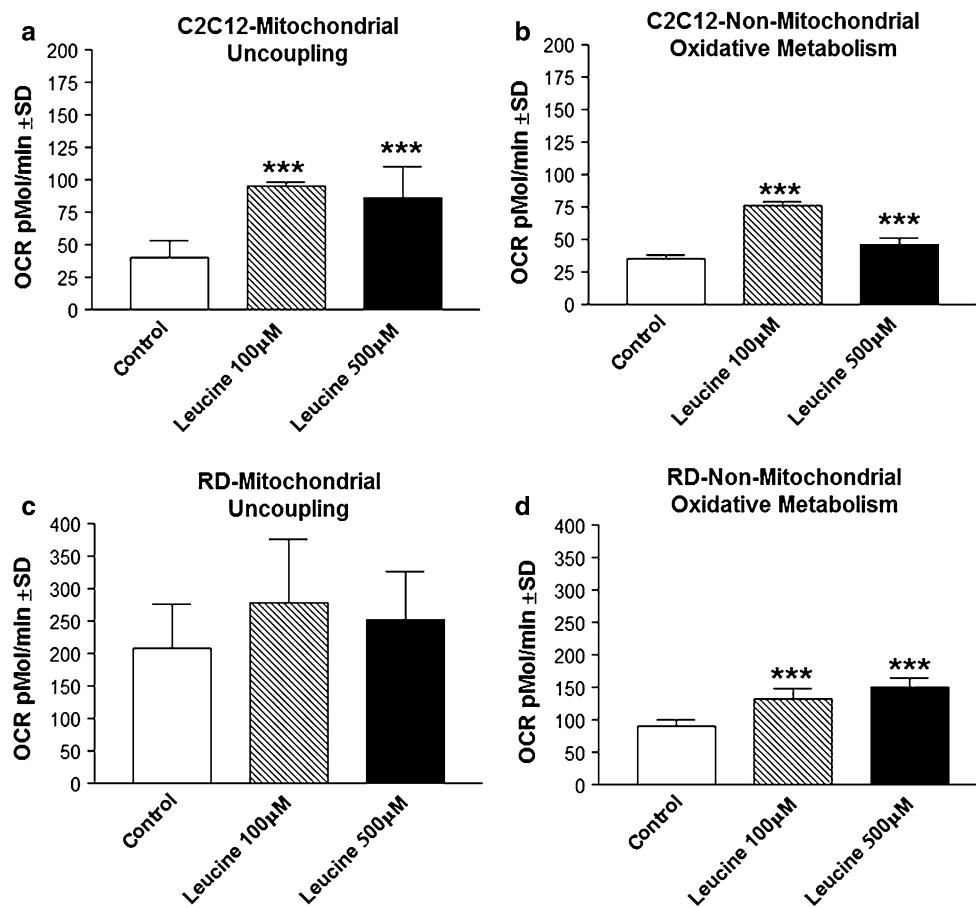 a
C2C12-Mitochondrial
Uncoupling
OCR pMol/min ±SD
200
175
150
125
100
75
50
25
0
***
***
Control
Leucine 100µM
Leucine 500µM
b
C2C12-Non-Mitochondrial
Oxidative Metabolism
OCR pMol/min ±SD
200
175
150
125
100
75
50
25
0
***
***
Control
Leucine 100µM
Leucine 500µM
c
RD-Mitochondrial
Uncoupling
OCR pMol/min ±SD
400
350
300
250
200
150
100
50
0
Control
Leucine 100µM
Leucine 500µM
d
RD-Non-Mitochondrial
Oxidative Metabolism
OCR pMol/min ±SD
400
350
300
250
200
150
100
50
0
***
***
Control
Leucine 100µM
Leucine 500µM